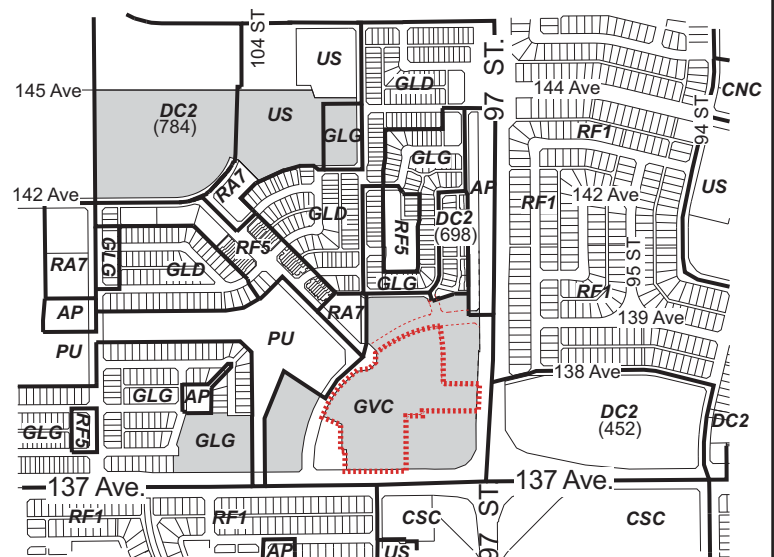 104 ST
US
97 ST.
GLD
145 Ave
144 Ave
CNC
DC2
(784)
US
GLG
94 ST
RF1
GLG
RA7
AP
US
142 Ave
142 Ave
GLD
RF1
DC2
(698)
RF5
GLG
RF5
95 ST
RA7
GLD
GLG
RF1
AP
RA7
139 Ave
PU
PU
138 Ave
GLG
AP
GVC
DC2
(452)
DC2
GLG
RF5
GLG
137 Ave.
137 Ave.
RF1
RF1
CSC
97 ST.
CSC
AP
US